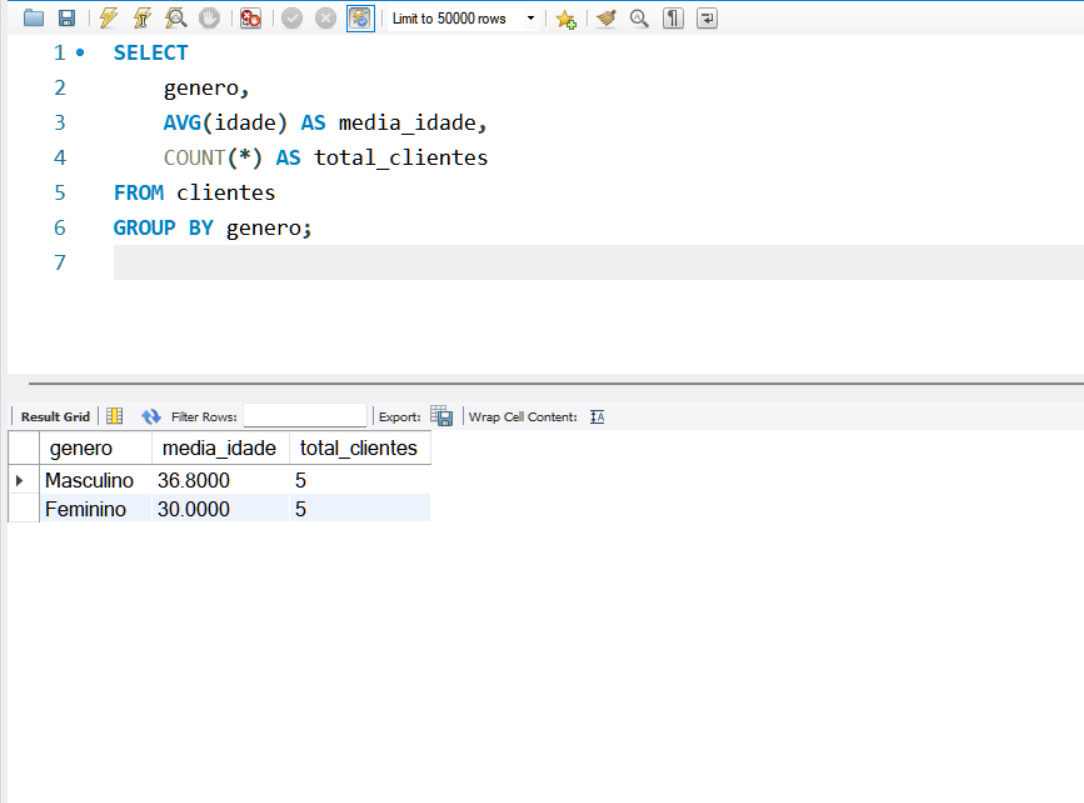 Limit to 50000 rows
1 SELECT
2 genero,
3 AVG(idade) AS media_idade,
4 COUNT(*) AS total_clientes
5 FROM clientes
6 GROUP BY genero;
7
Result Grid Filter Rows: Export: Wrap Cell Content:
genero media_idade total_clientes
Masculino 36.8000 5
Feminino 30.0000 5